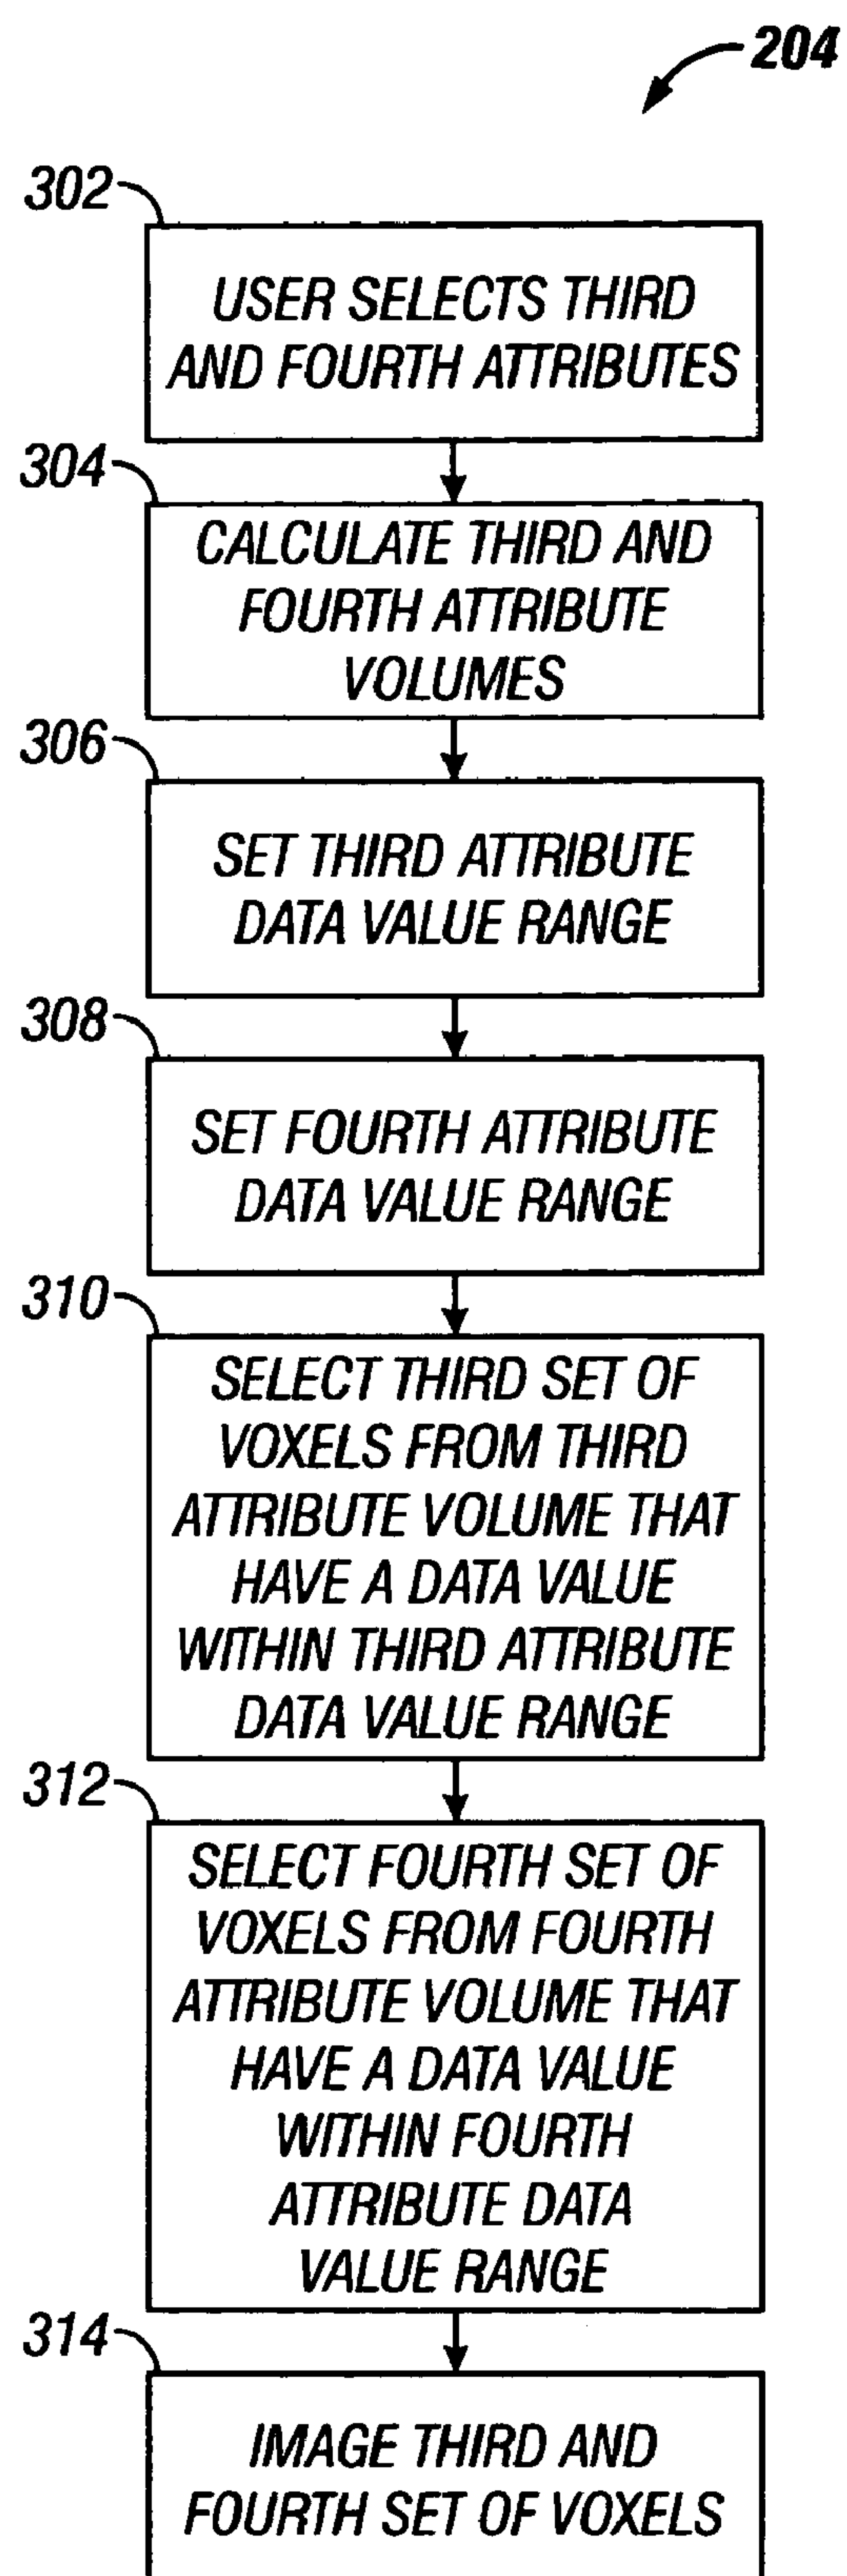 204
302
USER SELECTS THIRD
AND FOURTH ATTRIBUTES
304
CALCULATE THIRD AND
FOURTH ATTRIBUTE
VOLUMES
306
SET THIRD ATTRIBUTE
DATA VALUE RANGE
308
SET FOURTH ATTRIBUTE
DATA VALUE RANGE
310
SELECT THIRD SET OF
VOXELS FROM THIRD
ATTRIBUTE VOLUME THAT
HAVE A DATA VALUE
WITHIN THIRD ATTRIBUTE
DATA VALUE RANGE
312
SELECT FOURTH SET OF
VOXELS FROM FOURTH
ATTRIBUTE VOLUME THAT
HAVE A DATA VALUE
WITHIN FOURTH
ATTRIBUTE DATA
VALUE RANGE
314
IMAGE THIRD AND
FOURTH SET OF VOXELS